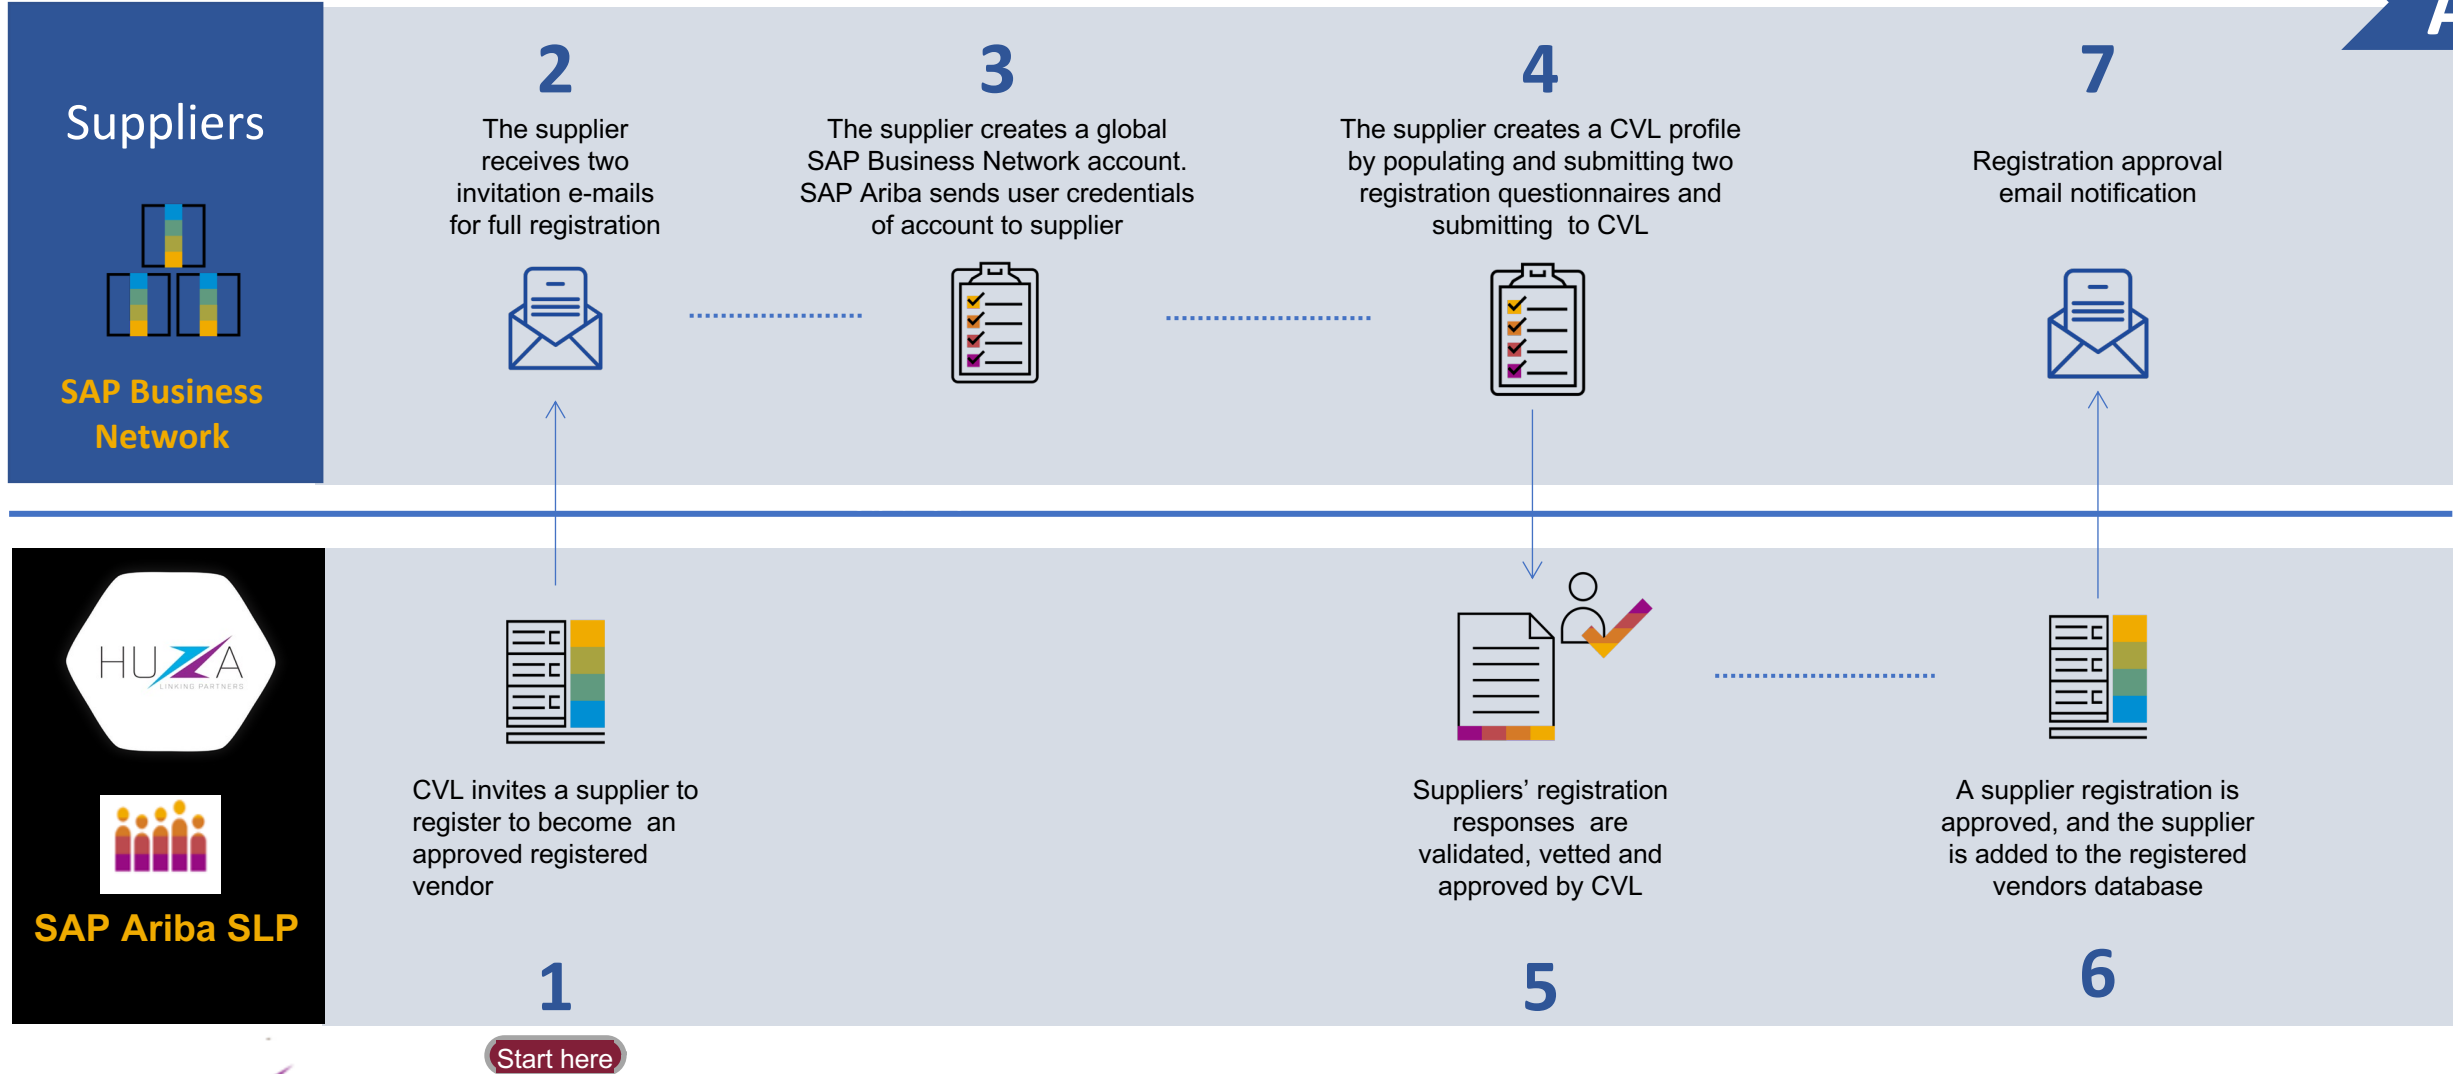 A
Suppliers
SAP Business
Network
2
The supplier
receives two
invitation e-mails
for full registration
3
The supplier creates a global
SAP Business Network account.
SAP Ariba sends user credentials
of account to supplier
4
The supplier creates a CVL profile
by populating and submitting two
registration questionnaires and
submitting to CVL
7
Registration approval
email notification
HUZA
LINKING PARTNERS
SAP Ariba SLP
CVL invites a supplier to
register to become an
approved registered
vendor
1
Start here
Suppliers’ registration
responses are
validated, vetted and
approved by CVL
5
A supplier registration is
approved, and the supplier
is added to the registered
vendors database
6